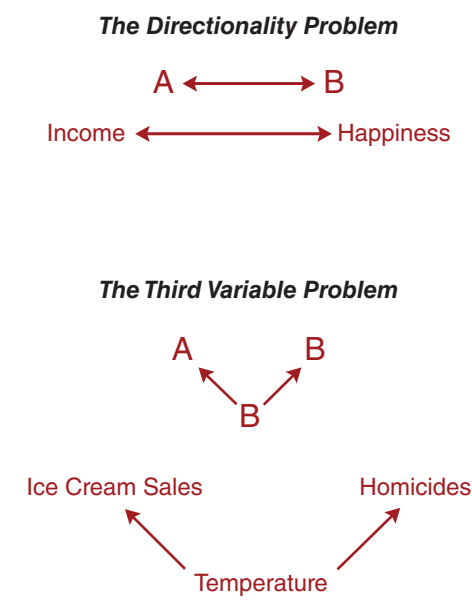 The Directionality Problem
A B
Income Happiness
The Third Variable Problem
A B
B
Ice Cream Sales Homicides
Temperature